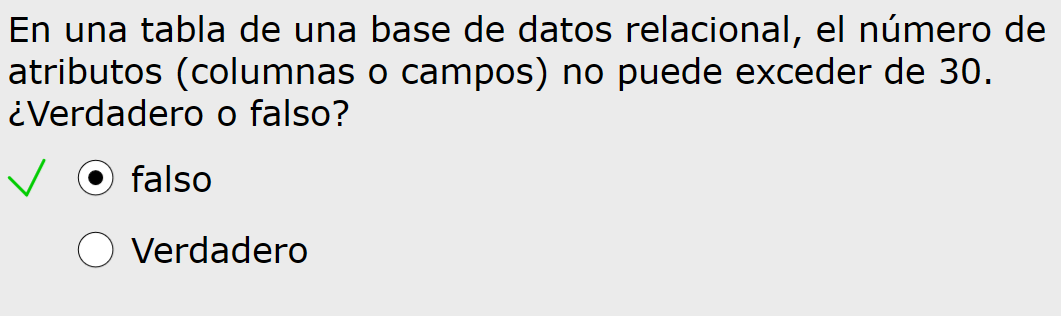 En una tabla de una base de datos relacional, el número de
atributos (columnas o campos) no puede exceder de 30.
¿Verdadero o falso?
falso
Verdadero